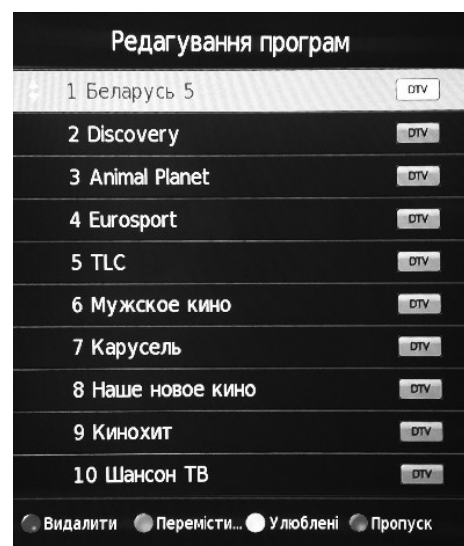 Редагування програм
1 Беларусь 5 DTV
2 Discovery DTV
3 Animal Planet DTV
4 Eurosport DTV
5 TLC DTV
6 Мужское кино DTV
7 Карусель DTV
8 Наше новое кино DTV
9 Кинохит DTV
10 Шансон ТВ DTV
Видалити Перемісти... Улюблені Пропуск